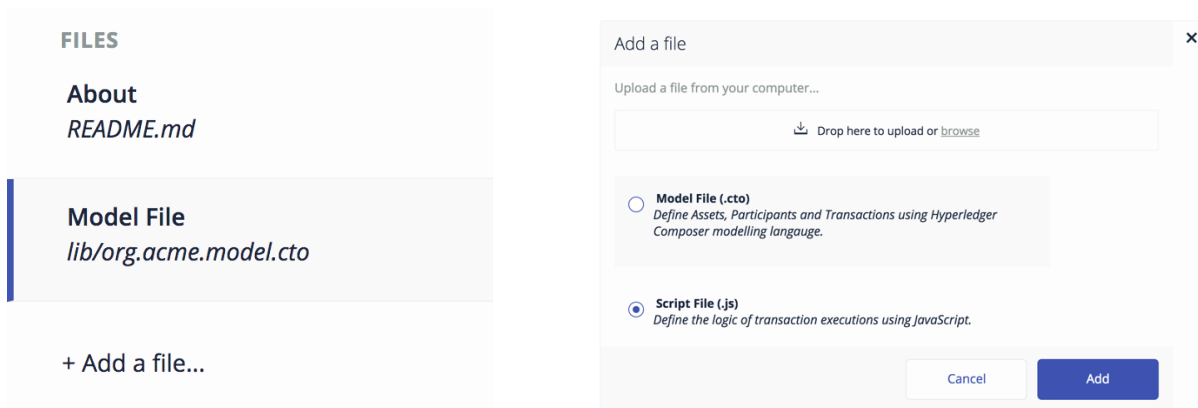 FILES
About
README.md
Model File
lib/org.acme.model.cto
+ Add a file...
Add a file
Upload a file from your computer...
Drop here to upload or browse
Model File (.cto)
Define Assets, Participants and Transactions using Hyperledger
Composer modelling langauge.
Script File (.js)
Define the logic of transaction executions using JavaScript.
Cancel
Add